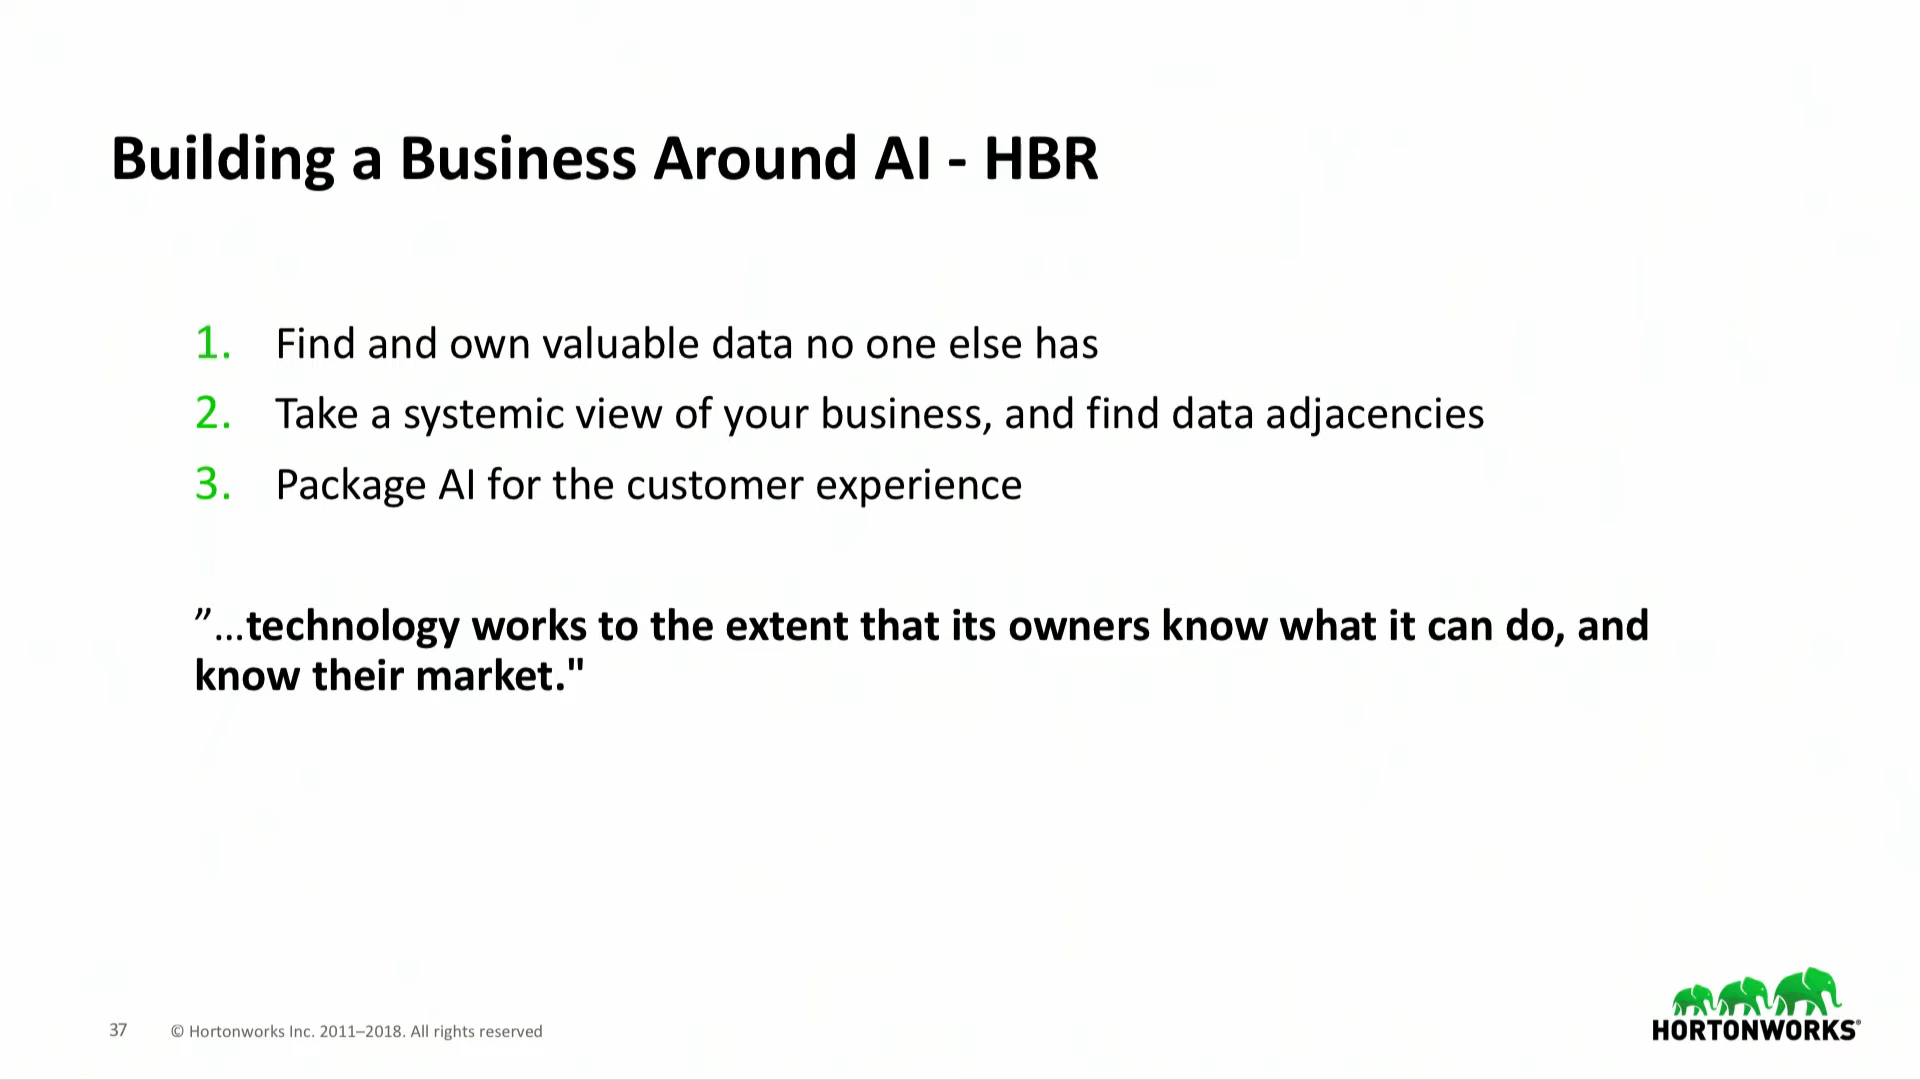 Building a Business Around AI - HBR
1. Find and own valuable data no one else has
2. Take a systemic view of your business, and find data adjacencies
3. Package AI for the customer experience
”...technology works to the extent that its owners know what it can do, and
know their market."
37 © Hortonworks Inc. 2011–2018. All rights reserved
HORTONWORKS®